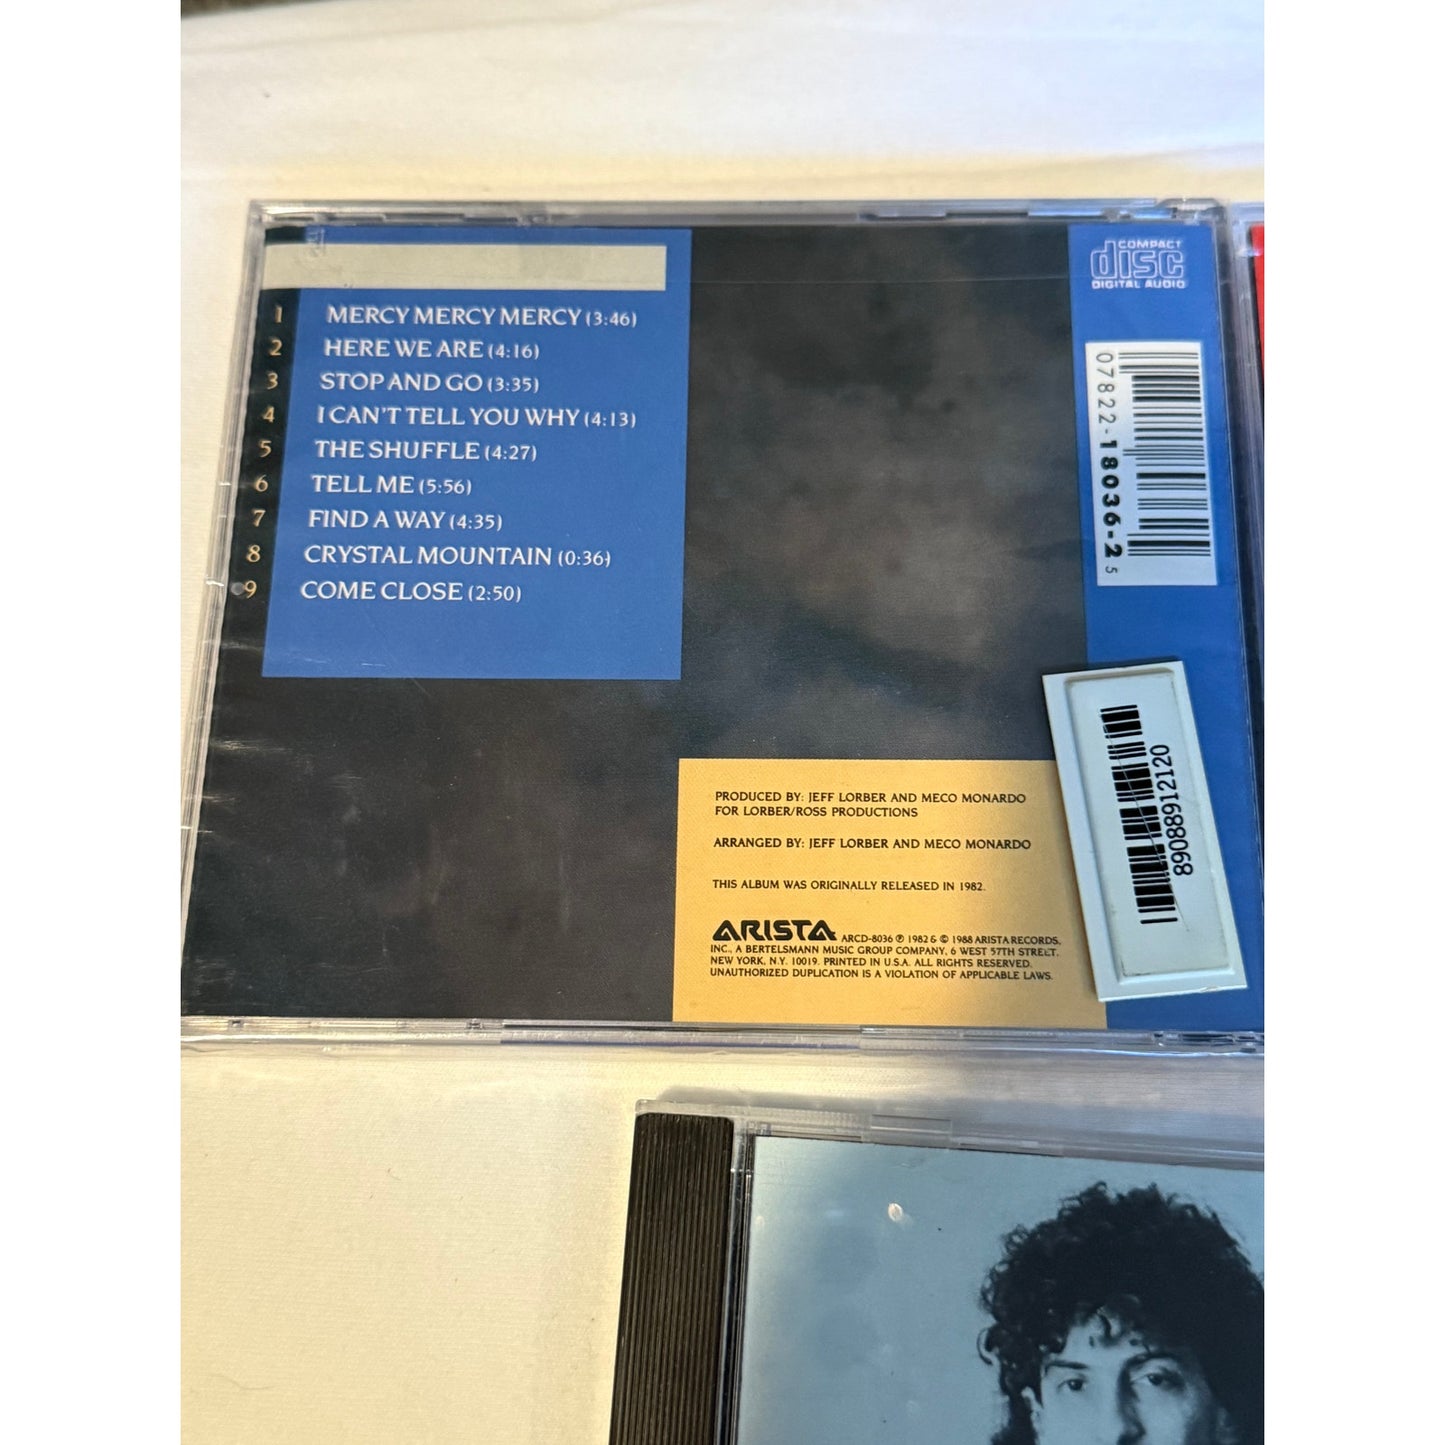 1 MERCY MERCY MERCY (3:46)
2 HERE WE ARE (4:16)
3 STOP AND GO (3:35)
4 I CAN'T TELL YOU WHY (4:13)
5 THE SHUFFLE (4:27)
6 TELL ME (5:56)
7 FIND A WAY (4:35)
8 CRYSTAL MOUNTAIN (0:36)
9 COME CLOSE (2:50)
COMPACT
disc
DIGITAL AUDIO
07822-18036-2 5
89088912120
PRODUCED BY: JEFF LORBER AND MECO MONARDO
FOR LORBER/ROSS PRODUCTIONS
ARRANGED BY: JEFF LORBER AND MECO MONARDO
THIS ALBUM WAS ORIGINALLY RELEASED IN 1982.
ARISTA ARCD-8036 ℗ 1982 & © 1988 ARISTA RECORDS,
INC., A BERTELSMANN MUSIC GROUP COMPANY, 6 WEST 57TH STREET,
NEW YORK, N.Y. 10019. PRINTED IN U.S.A. ALL RIGHTS RESERVED.
UNAUTHORIZED DUPLICATION IS A VIOLATION OF APPLICABLE LAWS.